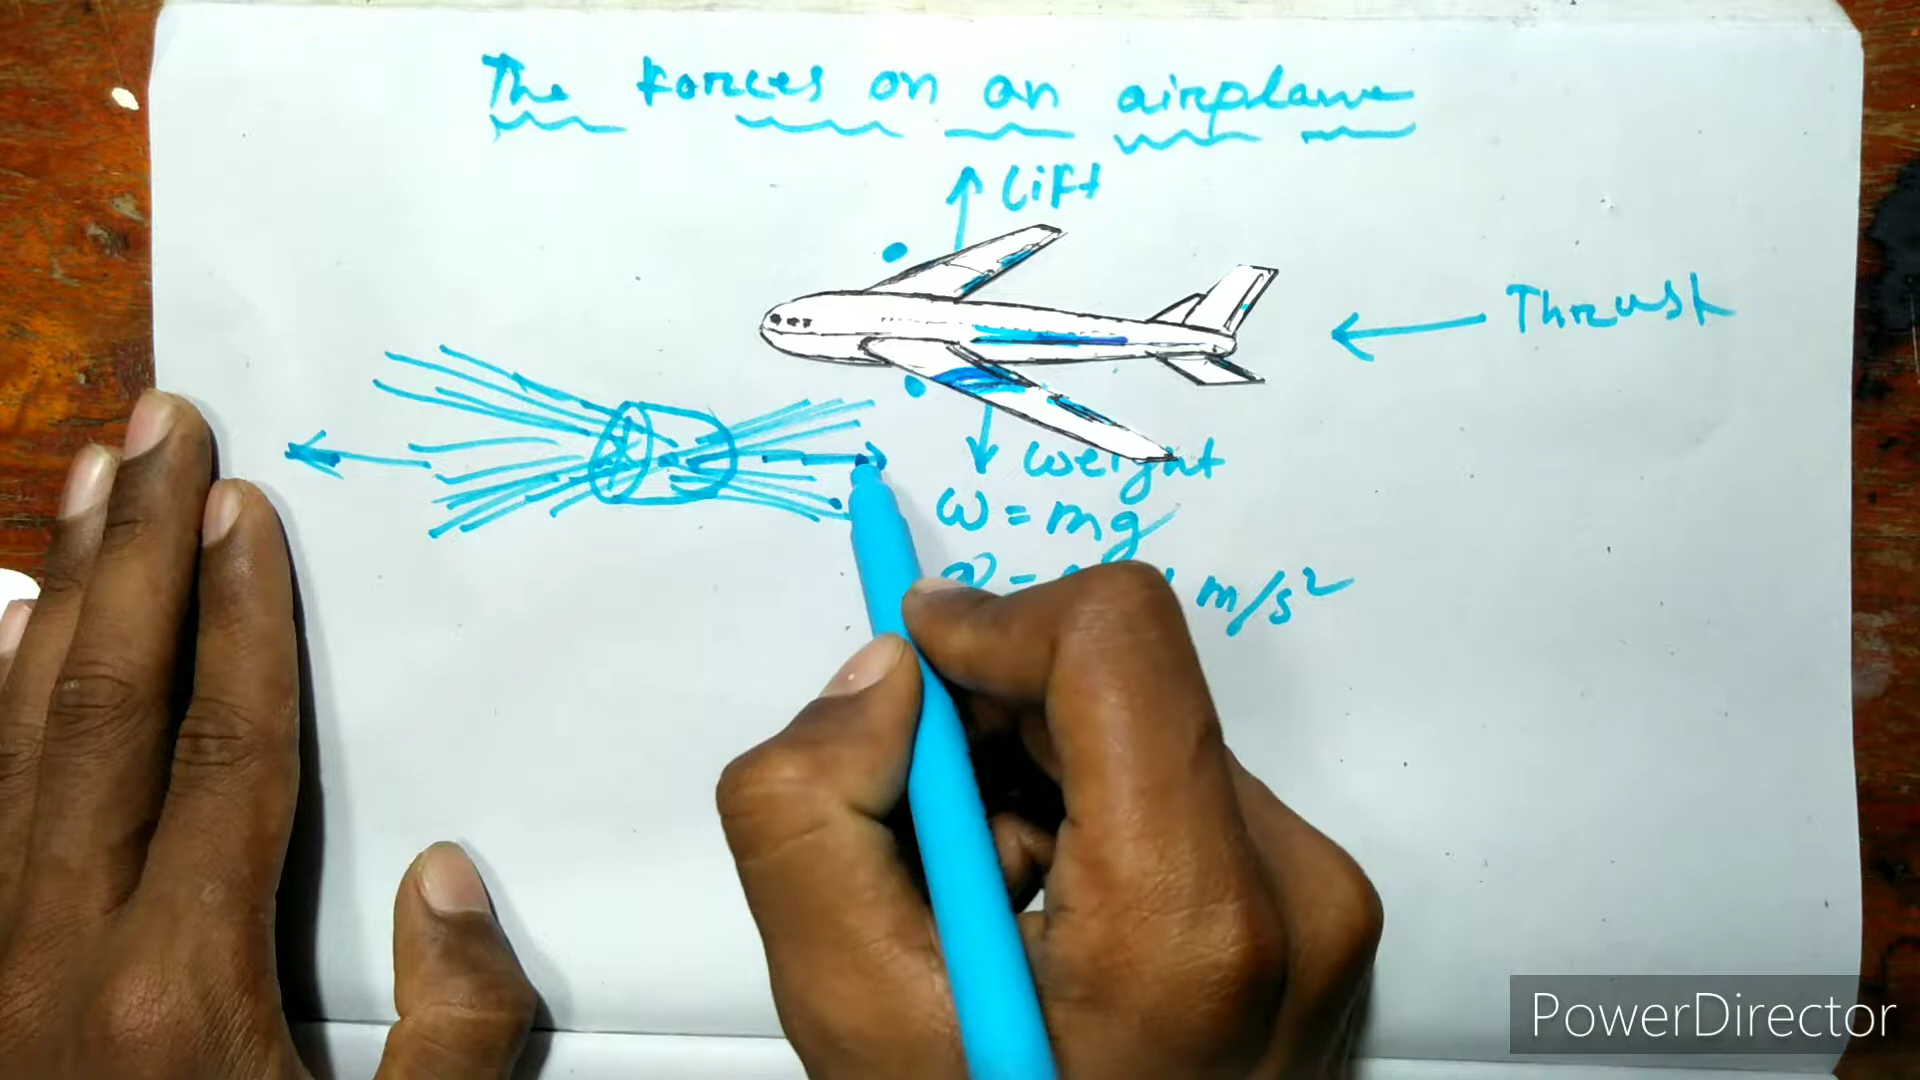 The Forces on an airplane
Lift
Thrust
weight
w = mg
m/s²
PowerDirector